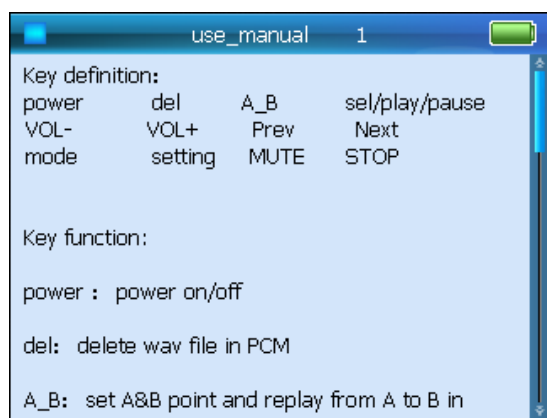 use_manual 1
Key definition:
power del A_B sel/play/pause
VOL- VOL+ Prev Next
mode setting MUTE STOP
Key function:
power : power on/off
del: delete wav file in PCM
A_B: set A&B point and replay from A to B in